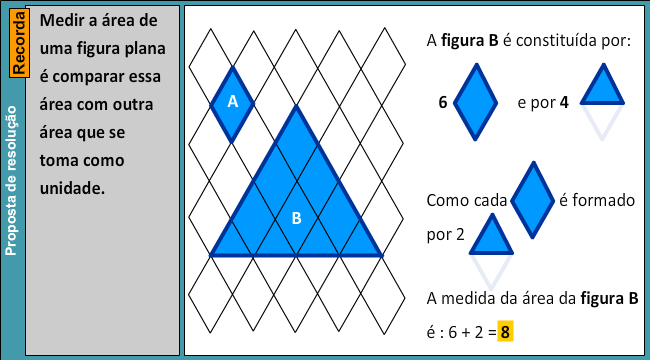 Proposta de resolução
Recorda
Medir a área de
uma figura plana
é comparar essa
área com outra
área que se
toma como
unidade.
A
B
A figura B é constituída por:
6 e por 4
Como cada é formado
por 2
A medida da área da figura B
é : 6 + 2 = 8